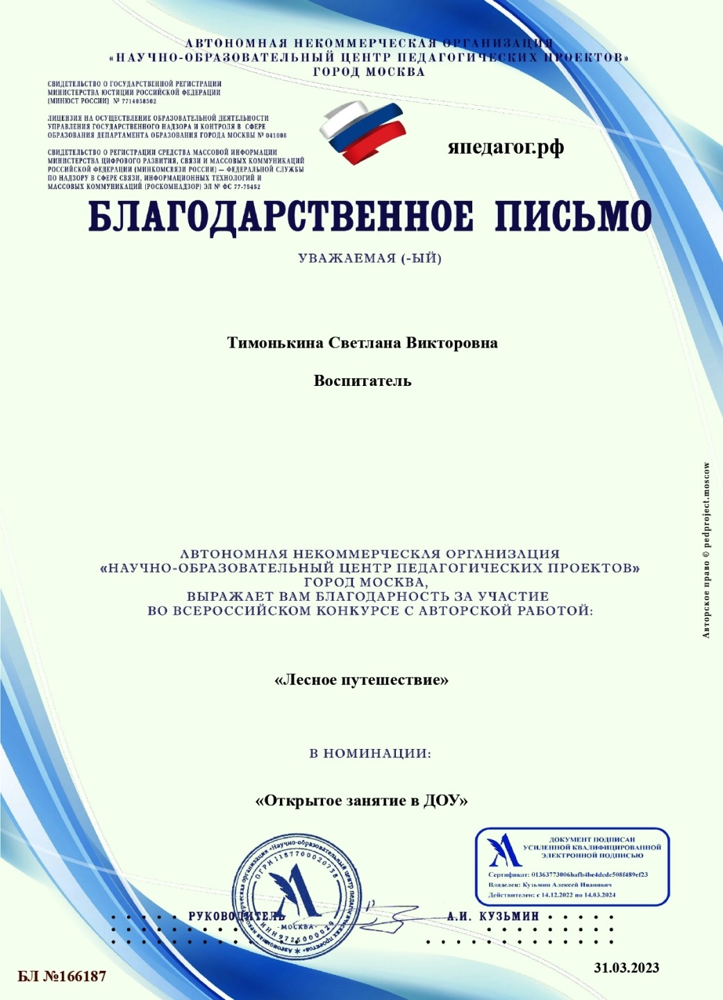 АВТОНОМНАЯ НЕКОММЕРЧЕСКАЯ ОРГАНИЗАЦИЯ
«НАУЧНО-ОБРАЗОВАТЕЛЬНЫЙ ЦЕНТР ПЕДАГОГИЧЕСКИХ ПРОЕКТОВ»
ГОРОД МОСКВА
СВИДЕТЕЛЬСТВО О ГОСУДАРСТВЕННОЙ РЕГИСТРАЦИИ
МИНИСТЕРСТВА ЮСТИЦИИ РОССИЙСКОЙ ФЕДЕРАЦИИ
(МИНЮСТ РОССИИ) № 7714058502
ЛИЦЕНЗИЯ НА ОСУЩЕСТВЛЕНИЕ ОБРАЗОВАТЕЛЬНОЙ ДЕЯТЕЛЬНОСТИ
УПРАВЛЕНИЯ ГОСУДАРСТВЕННОГО НАДЗОРА И КОНТРОЛЯ В СФЕРЕ
ОБРАЗОВАНИЯ ДЕПАРТАМЕНТА ОБРАЗОВАНИЯ ГОРОДА МОСКВЫ № 041008
СВИДЕТЕЛЬСТВО О РЕГИСТРАЦИИ СРЕДСТВА МАССОВОЙ ИНФОРМАЦИИ
МИНИСТЕРСТВА ЦИФРОВОГО РАЗВИТИЯ, СВЯЗИ И МАССОВЫХ КОММУНИКАЦИЙ
РОССИЙСКОЙ ФЕДЕРАЦИИ (МИНКОМСВЯЗИ РОССИИ) — ФЕДЕРАЛЬНОЙ СЛУЖБЫ
ПО НАДЗОРУ В СФЕРЕ СВЯЗИ, ИНФОРМАЦИОННЫХ ТЕХНОЛОГИЙ И
МАССОВЫХ КОММУНИКАЦИЙ (РОСКОМНАДЗОР) ЭЛ № ФС 77-75452
япедагог.рф
БЛАГОДАРСТВЕННОЕ ПИСЬМО
УВАЖАЕМАЯ (-ЫЙ)
Тимонькина Светлана Викторовна
Воспитатель
АВТОНОМНАЯ НЕКОММЕРЧЕСКАЯ ОРГАНИЗАЦИЯ
«НАУЧНО-ОБРАЗОВАТЕЛЬНЫЙ ЦЕНТР ПЕДАГОГИЧЕСКИХ ПРОЕКТОВ»
ГОРОД МОСКВА,
ВЫРАЖАЕТ ВАМ БЛАГОДАРНОСТЬ ЗА УЧАСТИЕ
ВО ВСЕРОССИЙСКОМ КОНКУРСЕ С АВТОРСКОЙ РАБОТОЙ:
Авторское право © pedproject.moscow
«Лесное путешествие»
В НОМИНАЦИИ:
«Открытое занятие в ДОУ»
Автономная некоммерческая организация «Научно-образовательный центр педагогических проектов»
ОГРН 1187700020738
ИНН 9725000029
МОСКВА
ДОКУМЕНТ ПОДПИСАН
УСИЛЕННОЙ КВАЛИФИЦИРОВАННОЙ
ЭЛЕКТРОННОЙ ПОДПИСЬЮ
Сертификат:
Владелец: Кузьмин Алексей Иванович
Действителен: с 14.12.2022 по 14.03.2024
РУКОВОДИТЕЛЬ
А.И. КУЗЬМИН
31.03.2023
БЛ №166187